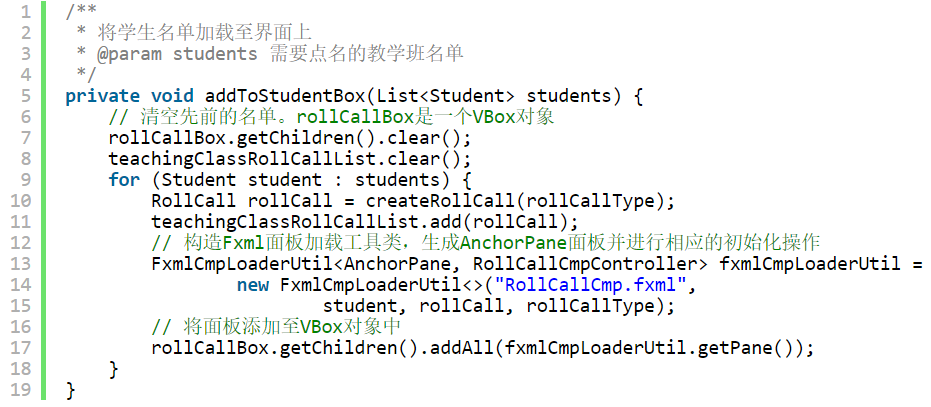 1 /**
2  * 将学生名单加载至界面上
3  * @param students 需要点名的教学班名单
4  */
5 private void addToStudentBox(List<Student> students) {
6     // 清空先前的名单。rollCallBox是一个VBox对象
7     rollCallBox.getChildren().clear();
8     teachingClassRollCallList.clear();
9     for (Student student : students) {
10         RollCall rollCall = createRollCall(rollCallType);
11         teachingClassRollCallList.add(rollCall);
12         // 构造Fxml面板加载工具类，生成AnchorPane面板并进行相应的初始化操作
13         FxmlCmpLoaderUtil<AnchorPane, RollCallCmpController> fxmlCmpLoaderUtil =
14                 new FxmlCmpLoaderUtil<>("RollCallCmp.fxml",
15                         student, rollCall, rollCallType);
16         // 将面板添加至VBox对象中
17         rollCallBox.getChildren().addAll(fxmlCmpLoaderUtil.getPane());
18     }
19 }